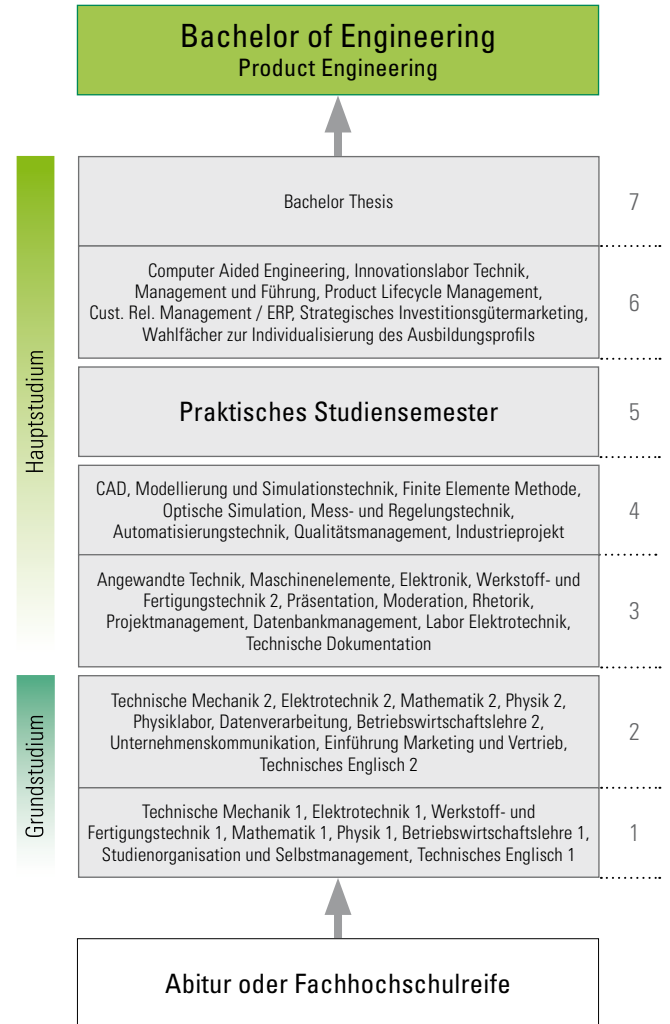 Bachelor of Engineering
Product Engineering
Hauptstudium
Bachelor Thesis
7
Computer Aided Engineering, Innovationslabor Technik,
Management und Führung, Product Lifecycle Management,
Cust. Rel. Management / ERP, Strategisches Investitionsgütermarketing,
Wahlfächer zur Individualisierung des Ausbildungsprofils
6
Praktisches Studiensemester
5
CAD, Modellierung und Simulationstechnik, Finite Elemente Methode,
Optische Simulation, Mess- und Regelungstechnik,
Automatisierungstechnik, Qualitätsmanagement, Industrieprojekt
4
Angewandte Technik, Maschinenelemente, Elektronik, Werkstoff- und
Fertigungstechnik 2, Präsentation, Moderation, Rhetorik,
Projektmanagement, Datenbankmanagement, Labor Elektrotechnik,
Technische Dokumentation
3
Grundstudium
Technische Mechanik 2, Elektrotechnik 2, Mathematik 2, Physik 2,
Physiklabor, Datenverarbeitung, Betriebswirtschaftslehre 2,
Unternehmenskommunikation, Einführung Marketing und Vertrieb,
Technisches Englisch 2
2
Technische Mechanik 1, Elektrotechnik 1, Werkstoff- und
Fertigungstechnik 1, Mathematik 1, Physik 1, Betriebswirtschaftslehre 1,
Studienorganisation und Selbstmanagement, Technisches Englisch 1
1
Abitur oder Fachhochschulreife